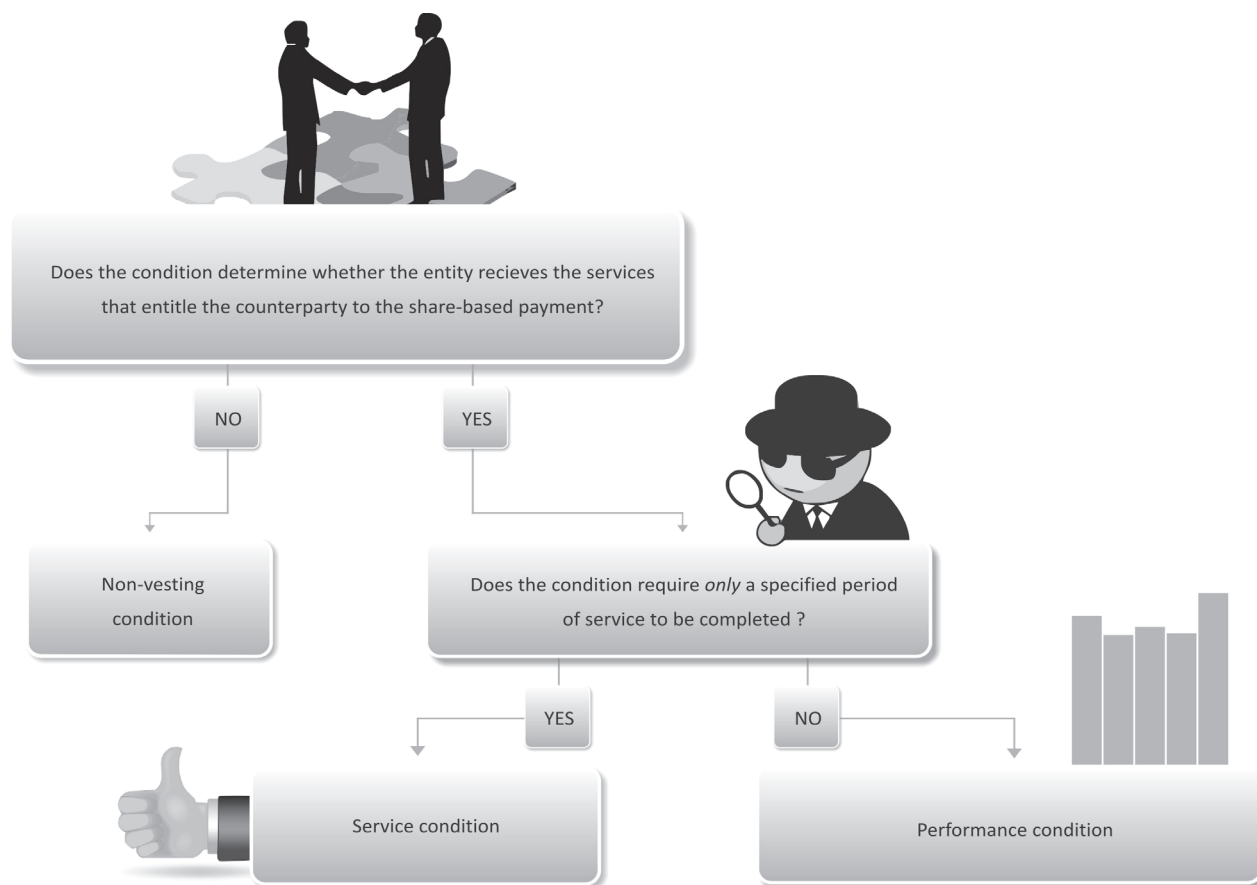 Does the condition determine whether the entity recieves the services
that entitle the counterparty to the share-based payment?
NO
YES
Non-vesting
condition
Does the condition require only a specified period
of service to be completed ?
YES
NO
Service condition
Performance condition